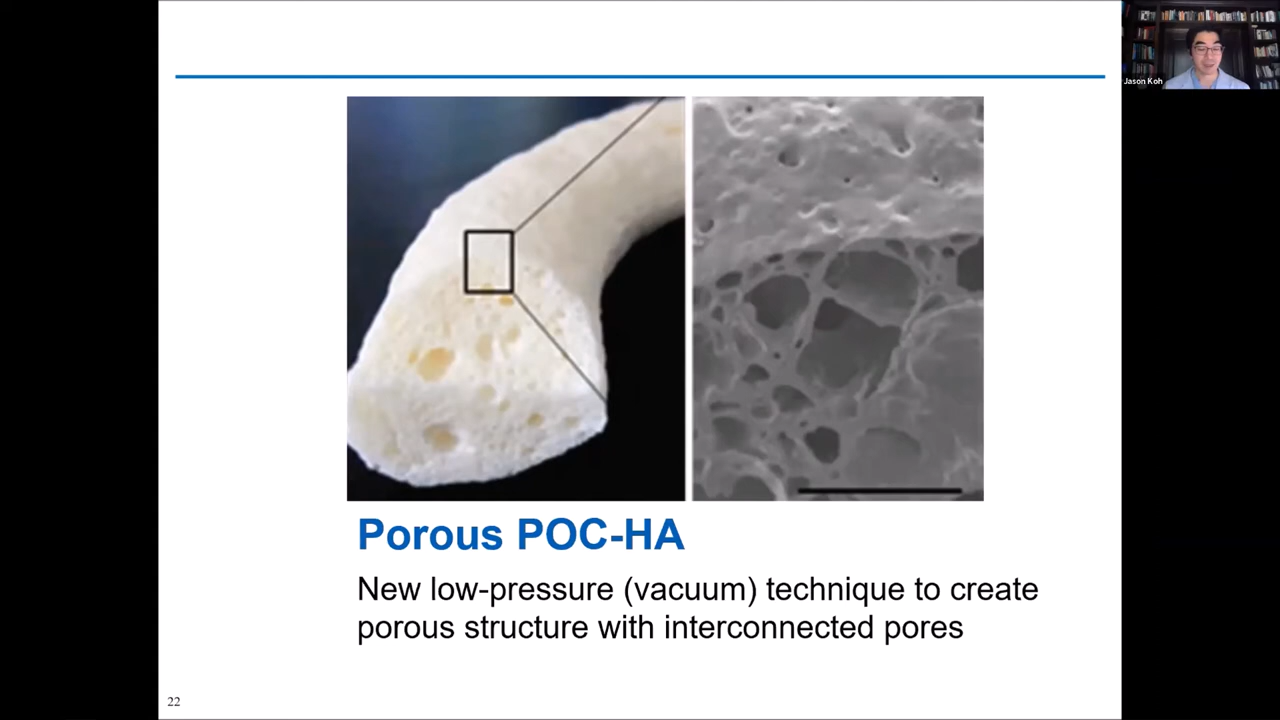 Jason Koh
Porous POC-HA
New low-pressure (vacuum) technique to create
porous structure with interconnected pores
22